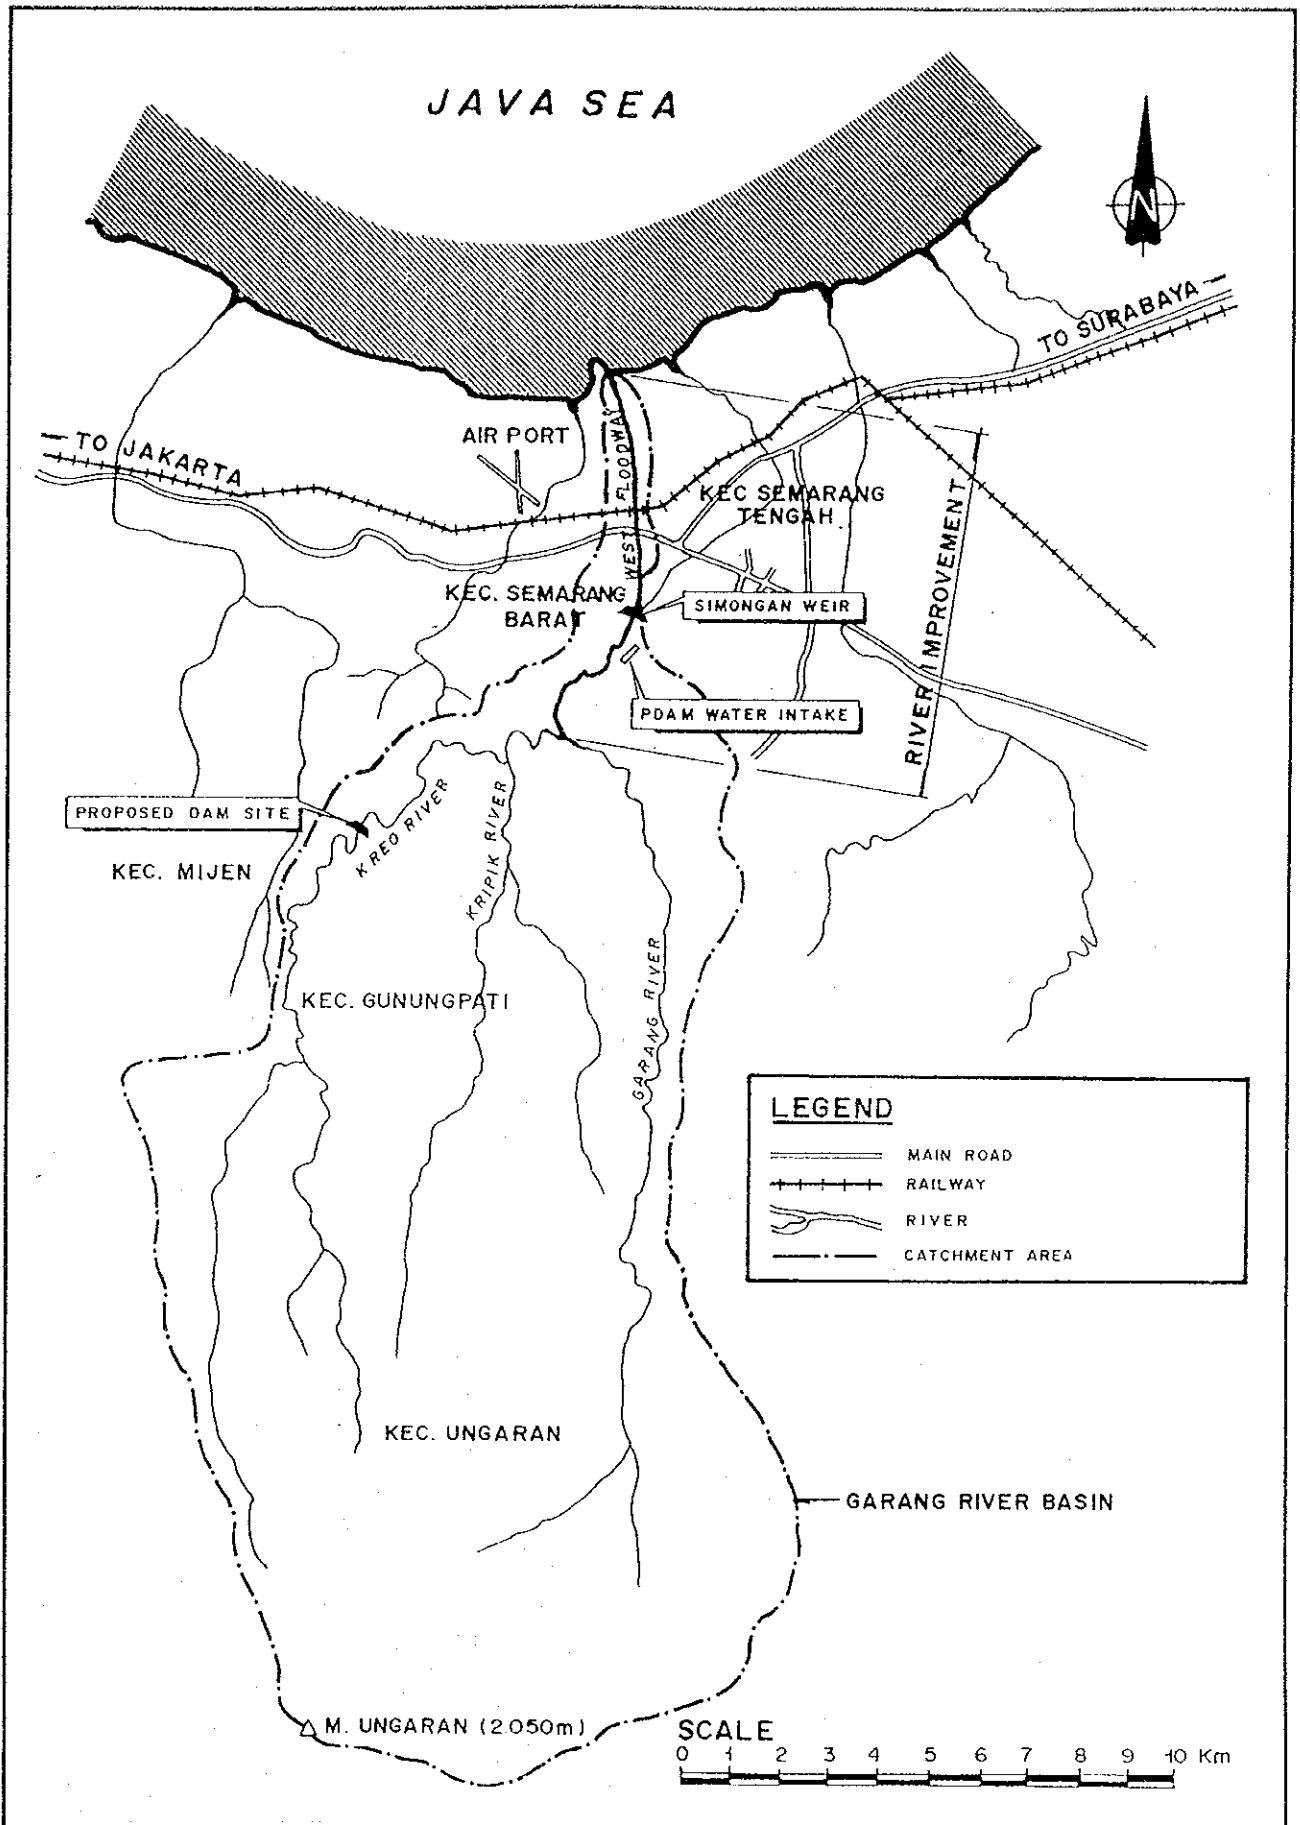 JAVA SEA
N
TO SURABAYA
TO JAKARTA
AIR PORT
WEST FLOODWAY
KEC SEMARANG
TENGAH
KEC. SEMARANG
BARAT
SIMONGAN WEIR
RIVER IMPROVEMENT
PDAM WATER INTAKE
PROPOSED DAM SITE
KREO RIVER
KRIPIK RIVER
KEC. MIJEN
GARANG RIVER
KEC. GUNUNGPATI
LEGEND
MAIN ROAD
RAILWAY
RIVER
CATCHMENT AREA
KEC. UNGARAN
GARANG RIVER BASIN
M. UNGARAN (2.050m)
SCALE
0 1 2 3 4 5 6 7 8 9 10 Km